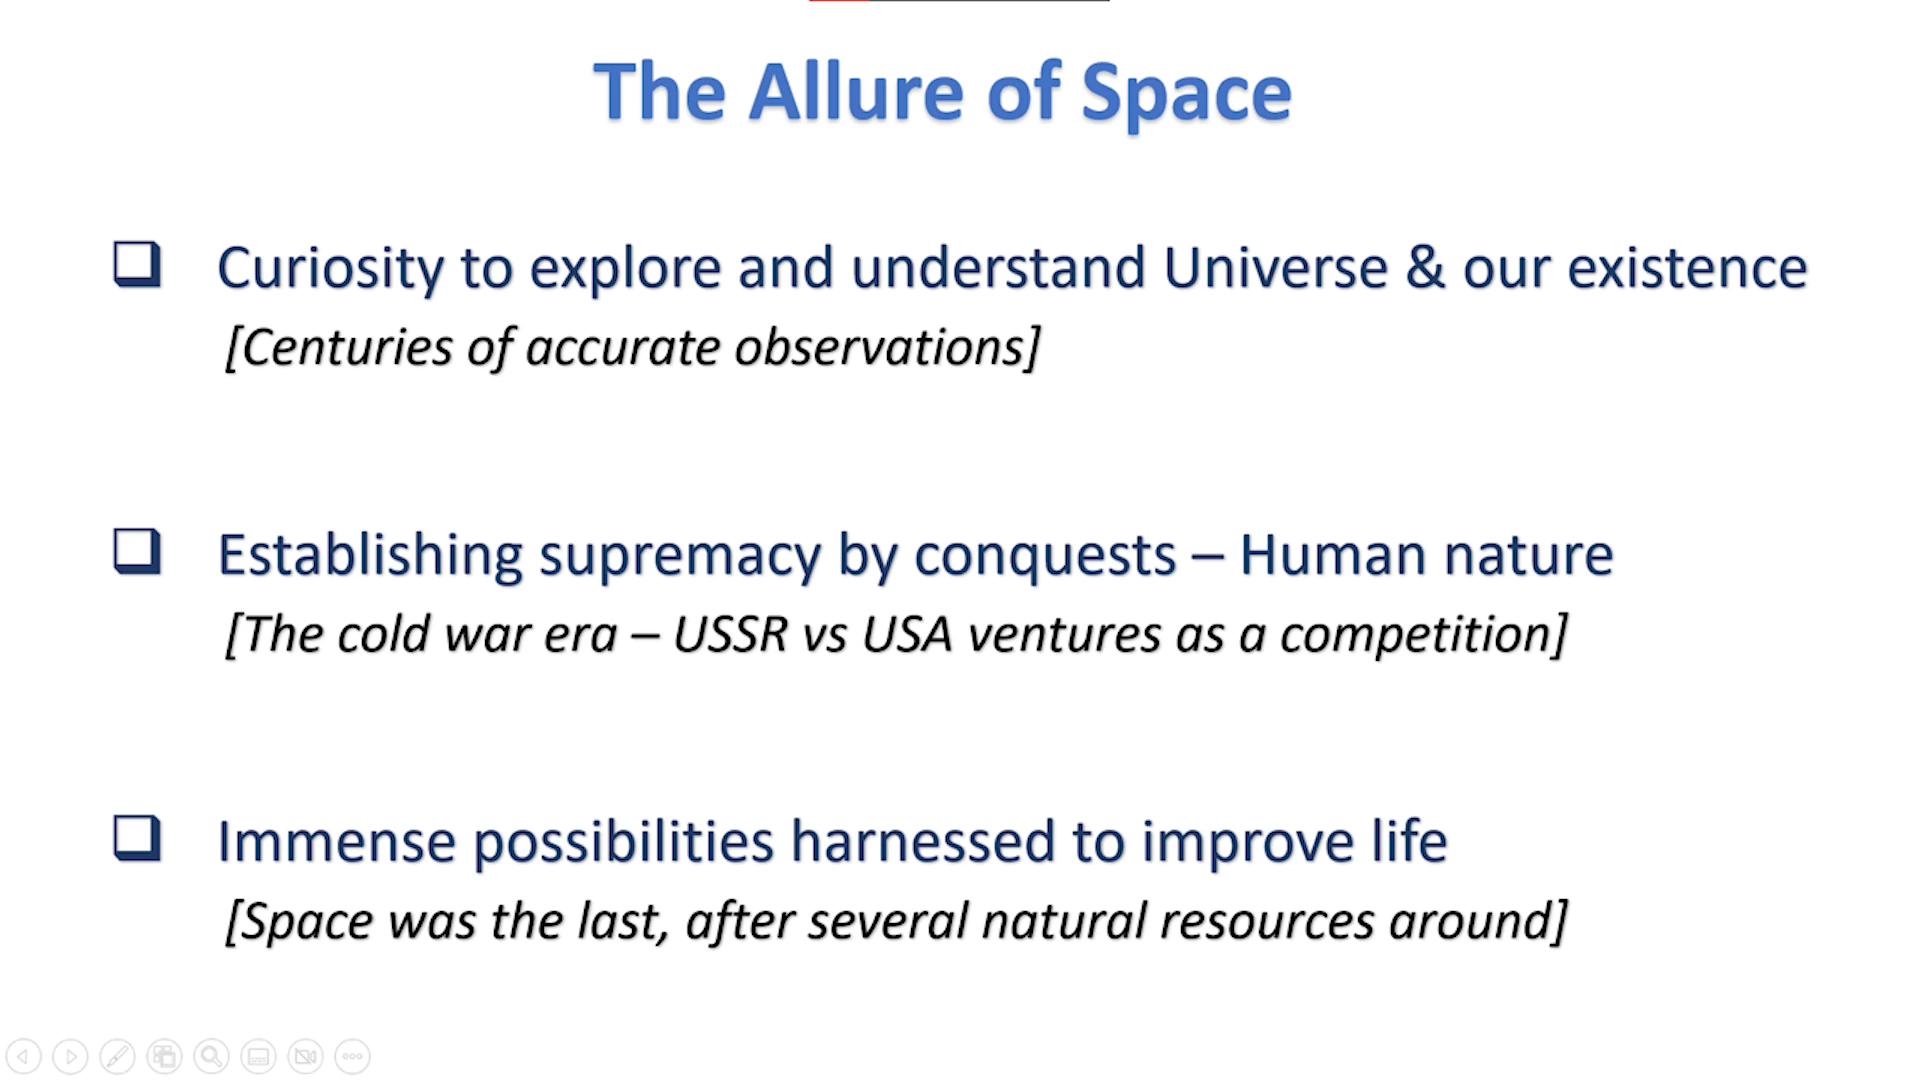 The Allure of Space
Curiosity to explore and understand Universe & our existence
[Centuries of accurate observations]
Establishing supremacy by conquests – Human nature
[The cold war era – USSR vs USA ventures as a competition]
Immense possibilities harnessed to improve life
[Space was the last, after several natural resources around]